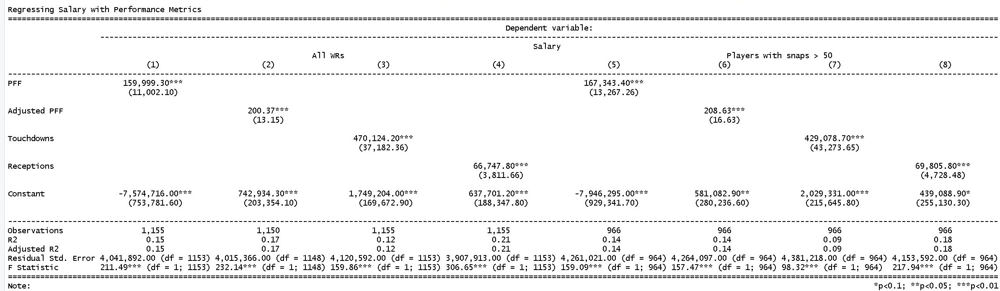 Regressing Salary with Performance Metrics
Dependent variable:
Salary
All WRs Players with snaps > 50
(1) (2) (3) (4) (5) (6) (7) (8)
PFF 159,999.30*** 167,343.40***
(11,002.10) (13,267.26)
Adjusted PFF 200.37*** 208.63***
(13.15) (16.63)
Touchdowns 470,124.20*** 429,078.70***
(37,182.36) (43,273.65)
Receptions 66,747.80*** 69,805.80***
(3,811.66) (4,728.48)
Constant -7,574,716.00*** 742,934.30*** 1,749,204.00*** 637,701.20*** -7,946,295.00*** 581,082.90** 2,029,331.00*** 439,088.90*
(753,781.60) (203,354.10) (169,672.90) (188,347.80) (929,341.70) (280,236.60) (215,645.80) (255,130.30)
Observations 1,155 1,150 1,155 1,155 966 966 966 966
R2 0.15 0.17 0.12 0.21 0.14 0.14 0.09 0.18
Adjusted R2 0.15 0.17 0.12 0.21 0.14 0.14 0.09 0.18
Residual Std. Error 4,041,892.00 (df = 1153) 4,015,366.00 (df = 1148) 4,120,592.00 (df = 1153) 3,907,913.00 (df = 1153) 4,261,021.00 (df = 964) 4,264,097.00 (df = 964) 4,381,218.00 (df = 964) 4,153,592.00 (df = 964)
F Statistic 211.49*** (df = 1; 1153) 232.14*** (df = 1; 1148) 159.86*** (df = 1; 1153) 306.65*** (df = 1; 1153) 159.09*** (df = 1; 964) 157.47*** (df = 1; 964) 98.32*** (df = 1; 964) 217.94*** (df = 1; 964)
Note: *p<0.1; **p<0.05; ***p<0.01